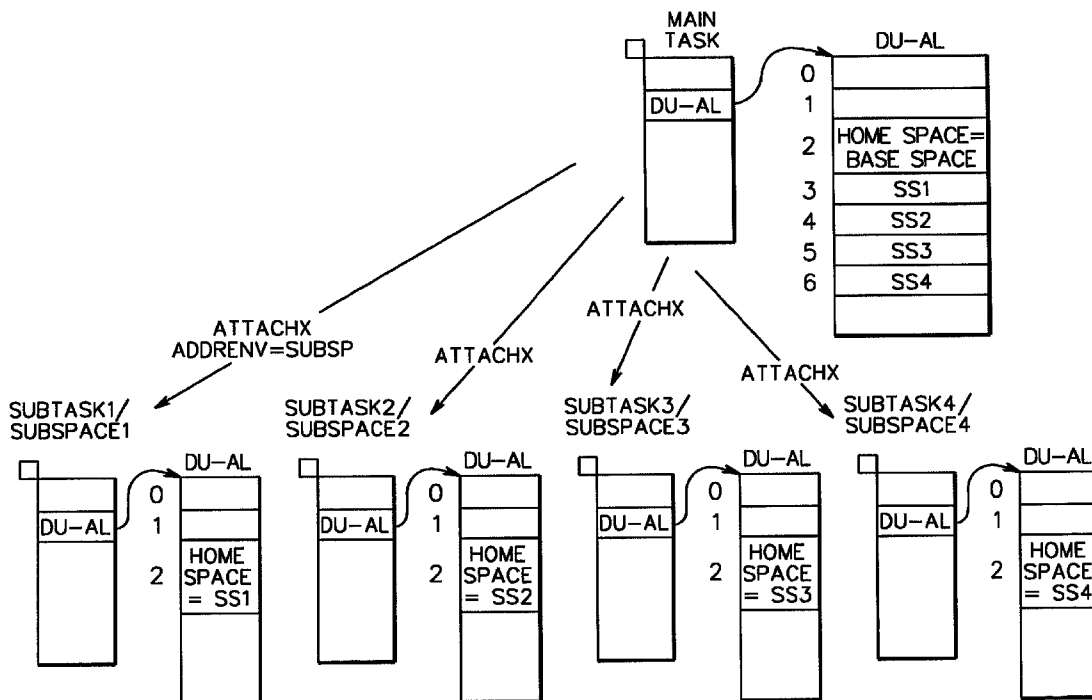 MAIN
TASK
DU-AL
DU-AL
0
1
2
HOME SPACE=
BASE SPACE
3
SS1
4
SS2
5
SS3
6
SS4
ATTACHX
ADDRENV=SUBSP
ATTACHX
ATTACHX
ATTACHX
SUBTASK1/
SUBSPACE1
DU-AL
DU-AL
0
1
2
HOME
SPACE
= SS1
SUBTASK2/
SUBSPACE2
DU-AL
DU-AL
0
1
2
HOME
SPACE
= SS2
SUBTASK3/
SUBSPACE3
DU-AL
DU-AL
0
1
2
HOME
SPACE
= SS3
SUBTASK4/
SUBSPACE4
DU-AL
DU-AL
0
1
2
HOME
SPACE
= SS4